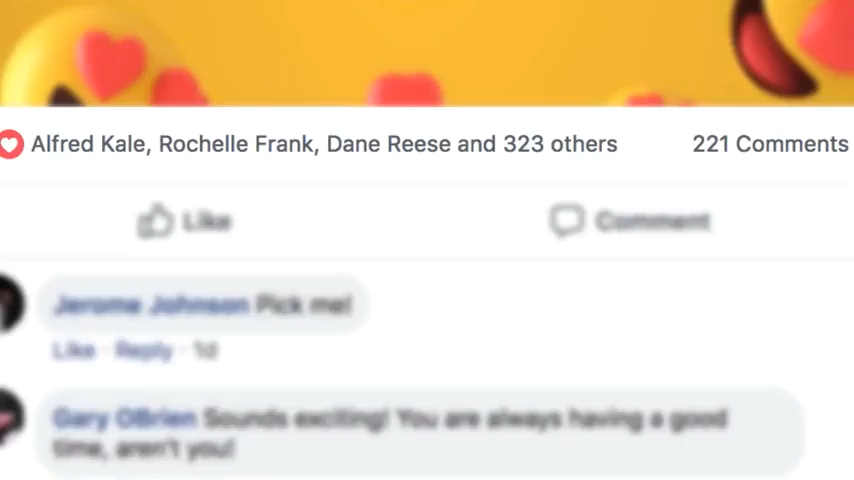 Alfred Kale, Rochelle Frank, Dane Reese and 323 others 221 Comments
Like Comment
Jerome Johnson Pick me!
Like · Reply · 1d
Gary OBrien Sounds exciting! You are always having a good
time, aren't you!